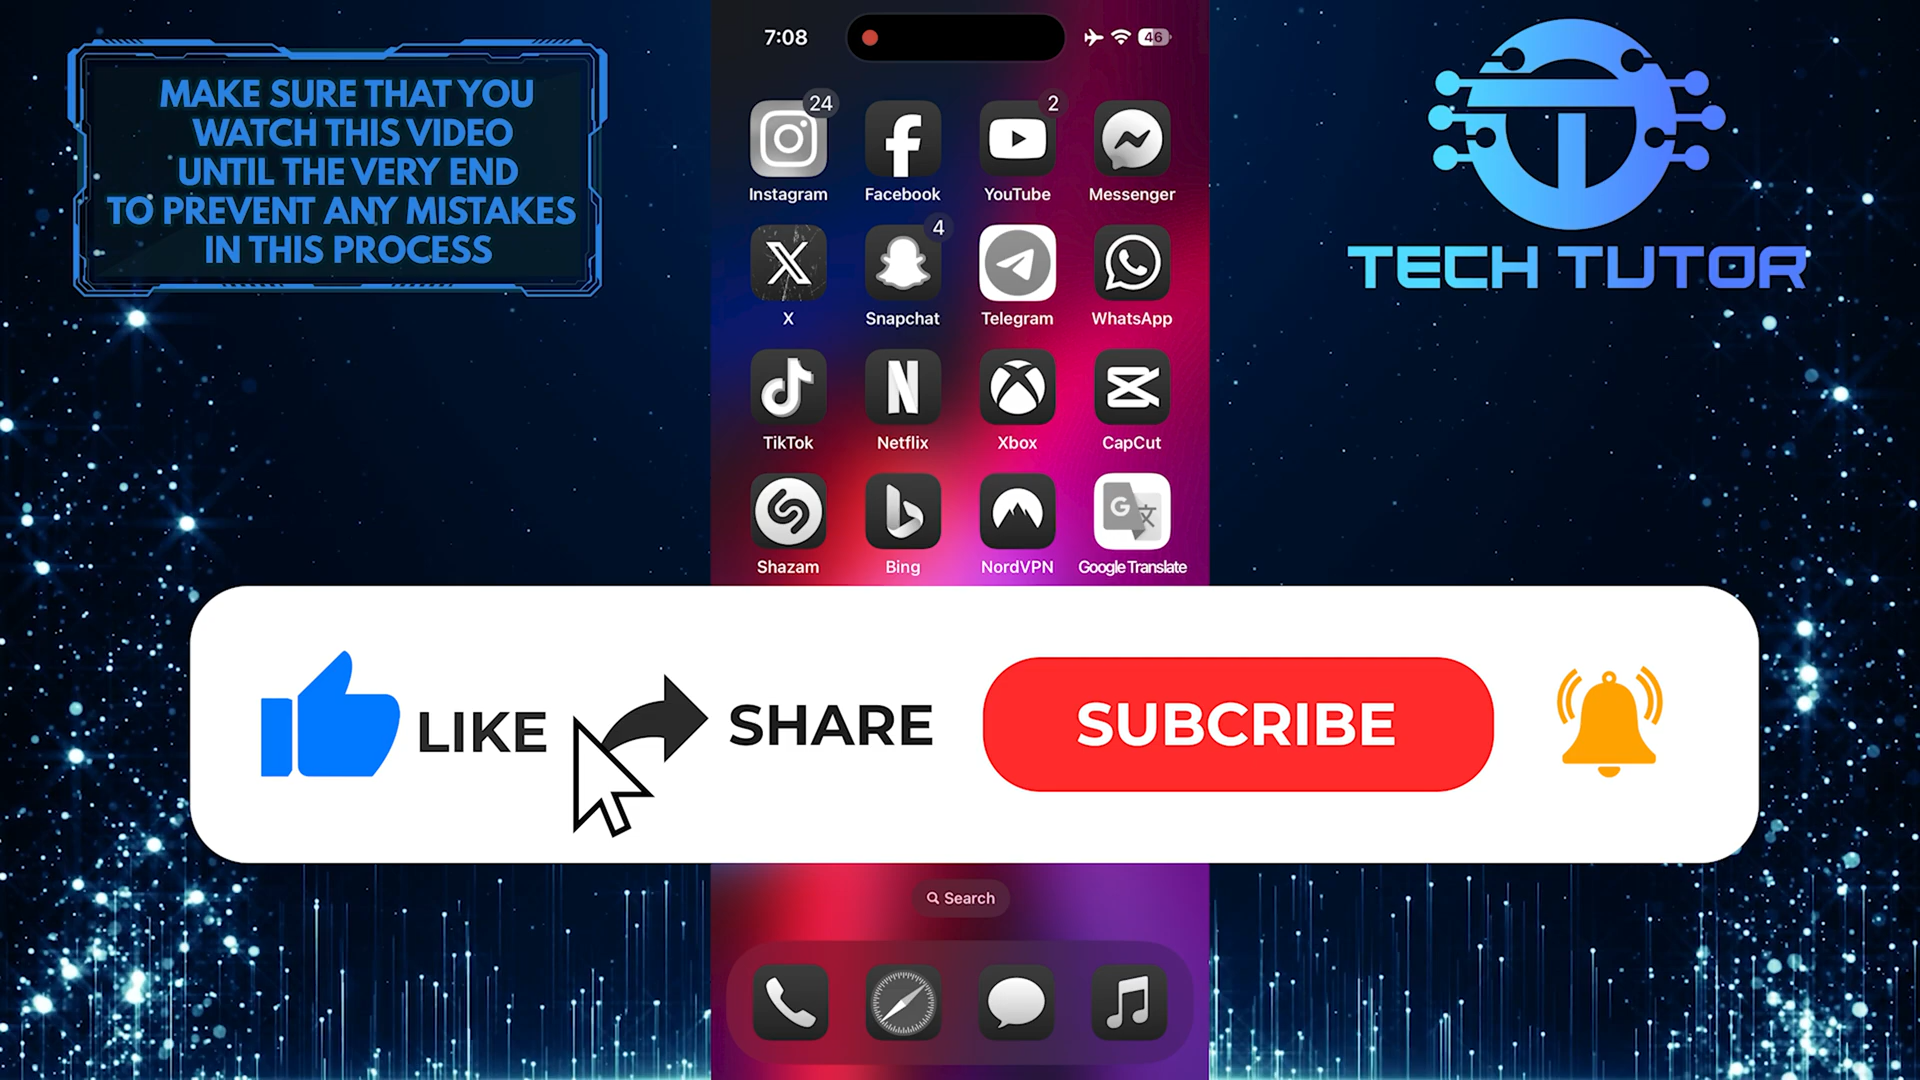 MAKE SURE THAT YOU
WATCH THIS VIDEO
UNTIL THE VERY END
TO PREVENT ANY MISTAKES
IN THIS PROCESS
7:08
46
TECH TUTOR
24
2
Instagram
Facebook
YouTube
Messenger
4
X
Snapchat
Telegram
WhatsApp
TikTok
Netflix
Xbox
CapCut
G
文
Shazam
Bing
NordVPN
Google Translate
LIKE
SHARE
SUBCRIBE
Search